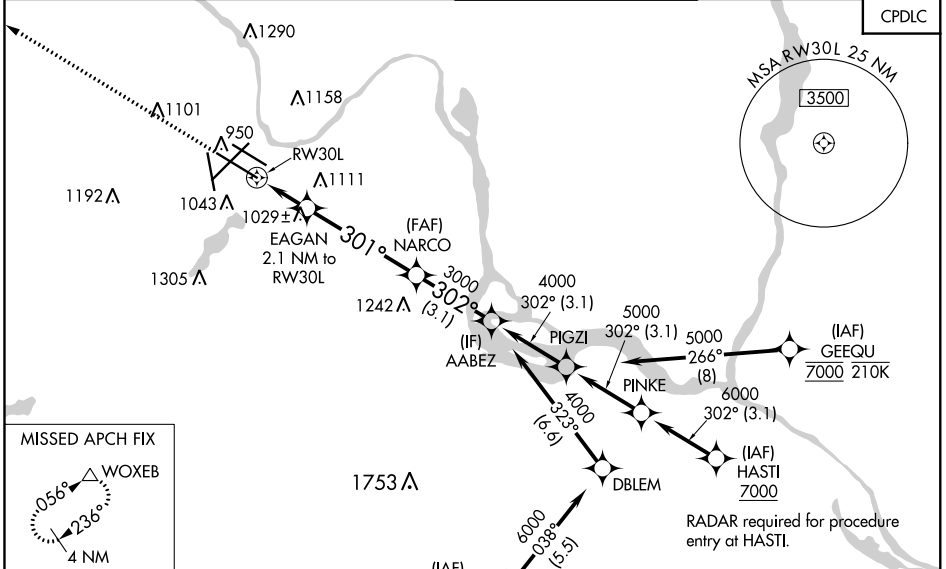 CPDLC
1290
MSA RW30L 25 NM
3500
1158
1101
950
RW30L
1111
1192
1043
1029±
EAGAN
2.1 NM to
RW30L
301°
(FAF)
NARCO
1305
1242
3000
302°
(3.1)
4000
302° (3.1)
(IF)
AABEZ
PIGZI
5000
302° (3.1)
5000
266°
(8)
(IAF)
GEEQU
7000 210K
PINKE
6000
302° (3.1)
4000
323°
(6.6)
(IAF)
HASTI
7000
DBLEM
1753
RADAR required for procedure
entry at HASTI.
6000
038°
(5.5)
(IAF)
MISSED APCH FIX
WOXEB
056°
236°
4 NM